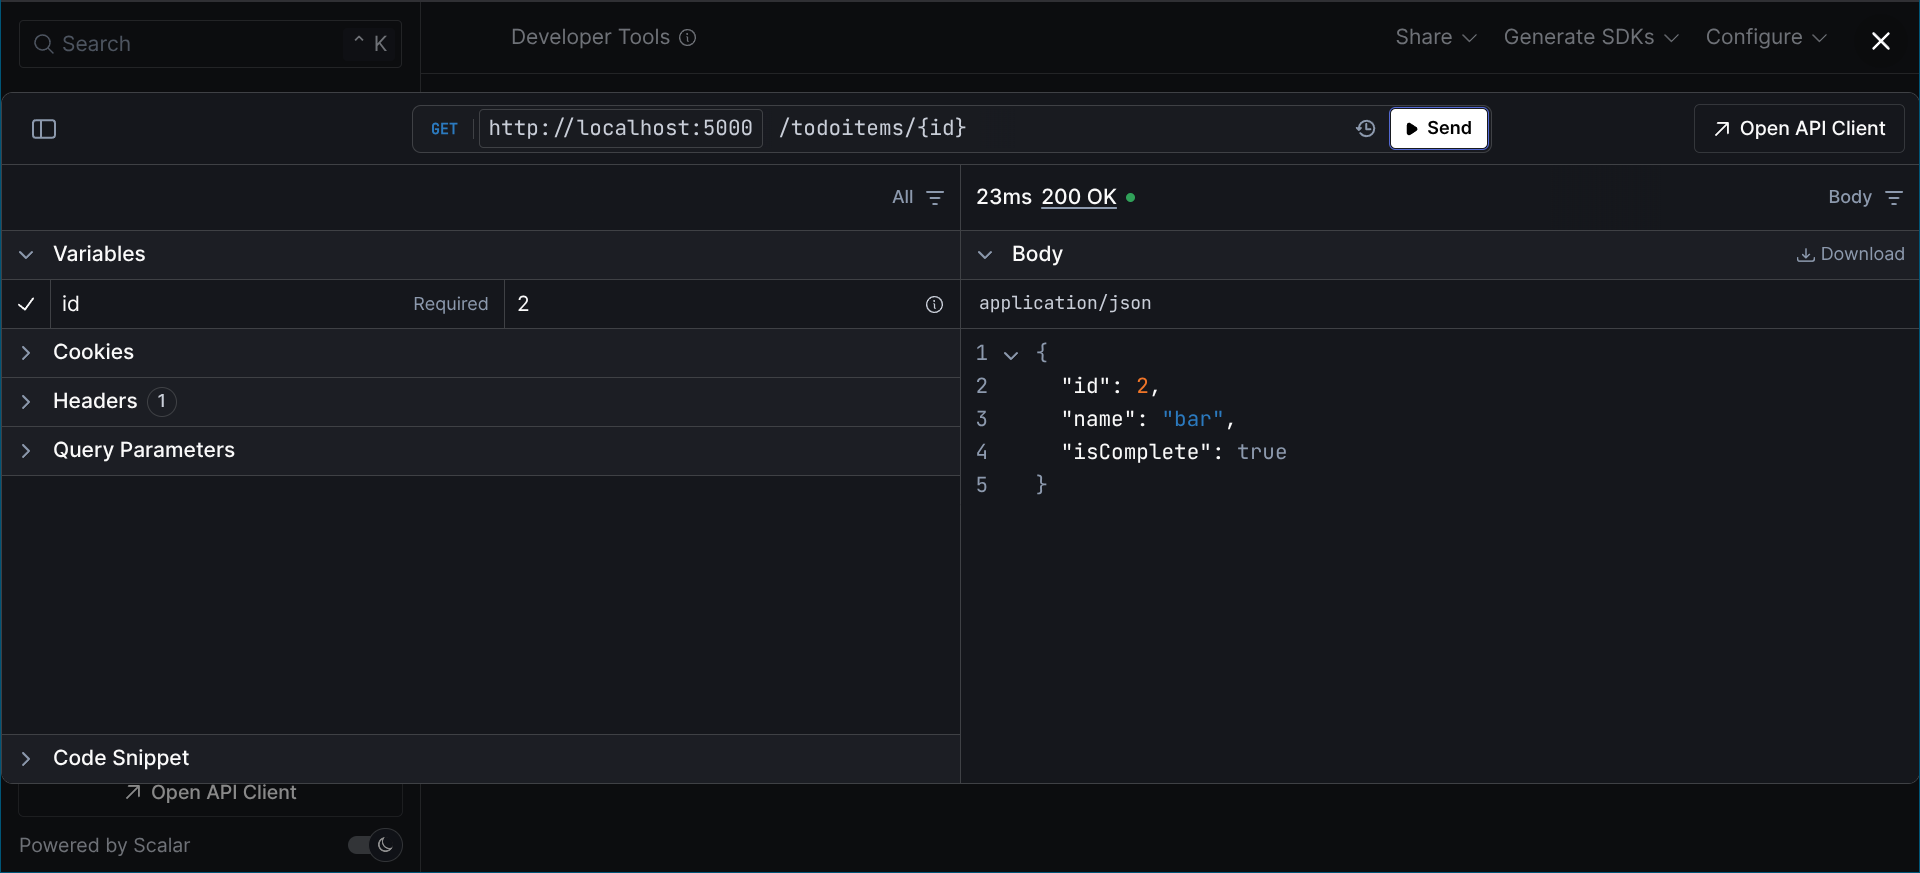 Search ⌃ K
Developer Tools
Share Generate SDKs Configure
GET http://localhost:5000 /todoitems/{id} Send Open API Client
All
23ms 200 OK
Body
Variables
Body
Download
id Required 2
application/json
Cookies
Headers 1
Query Parameters
1 {
2 "id": 2,
3 "name": "bar",
4 "isComplete": true
5 }
Code Snippet
Open API Client
Powered by Scalar